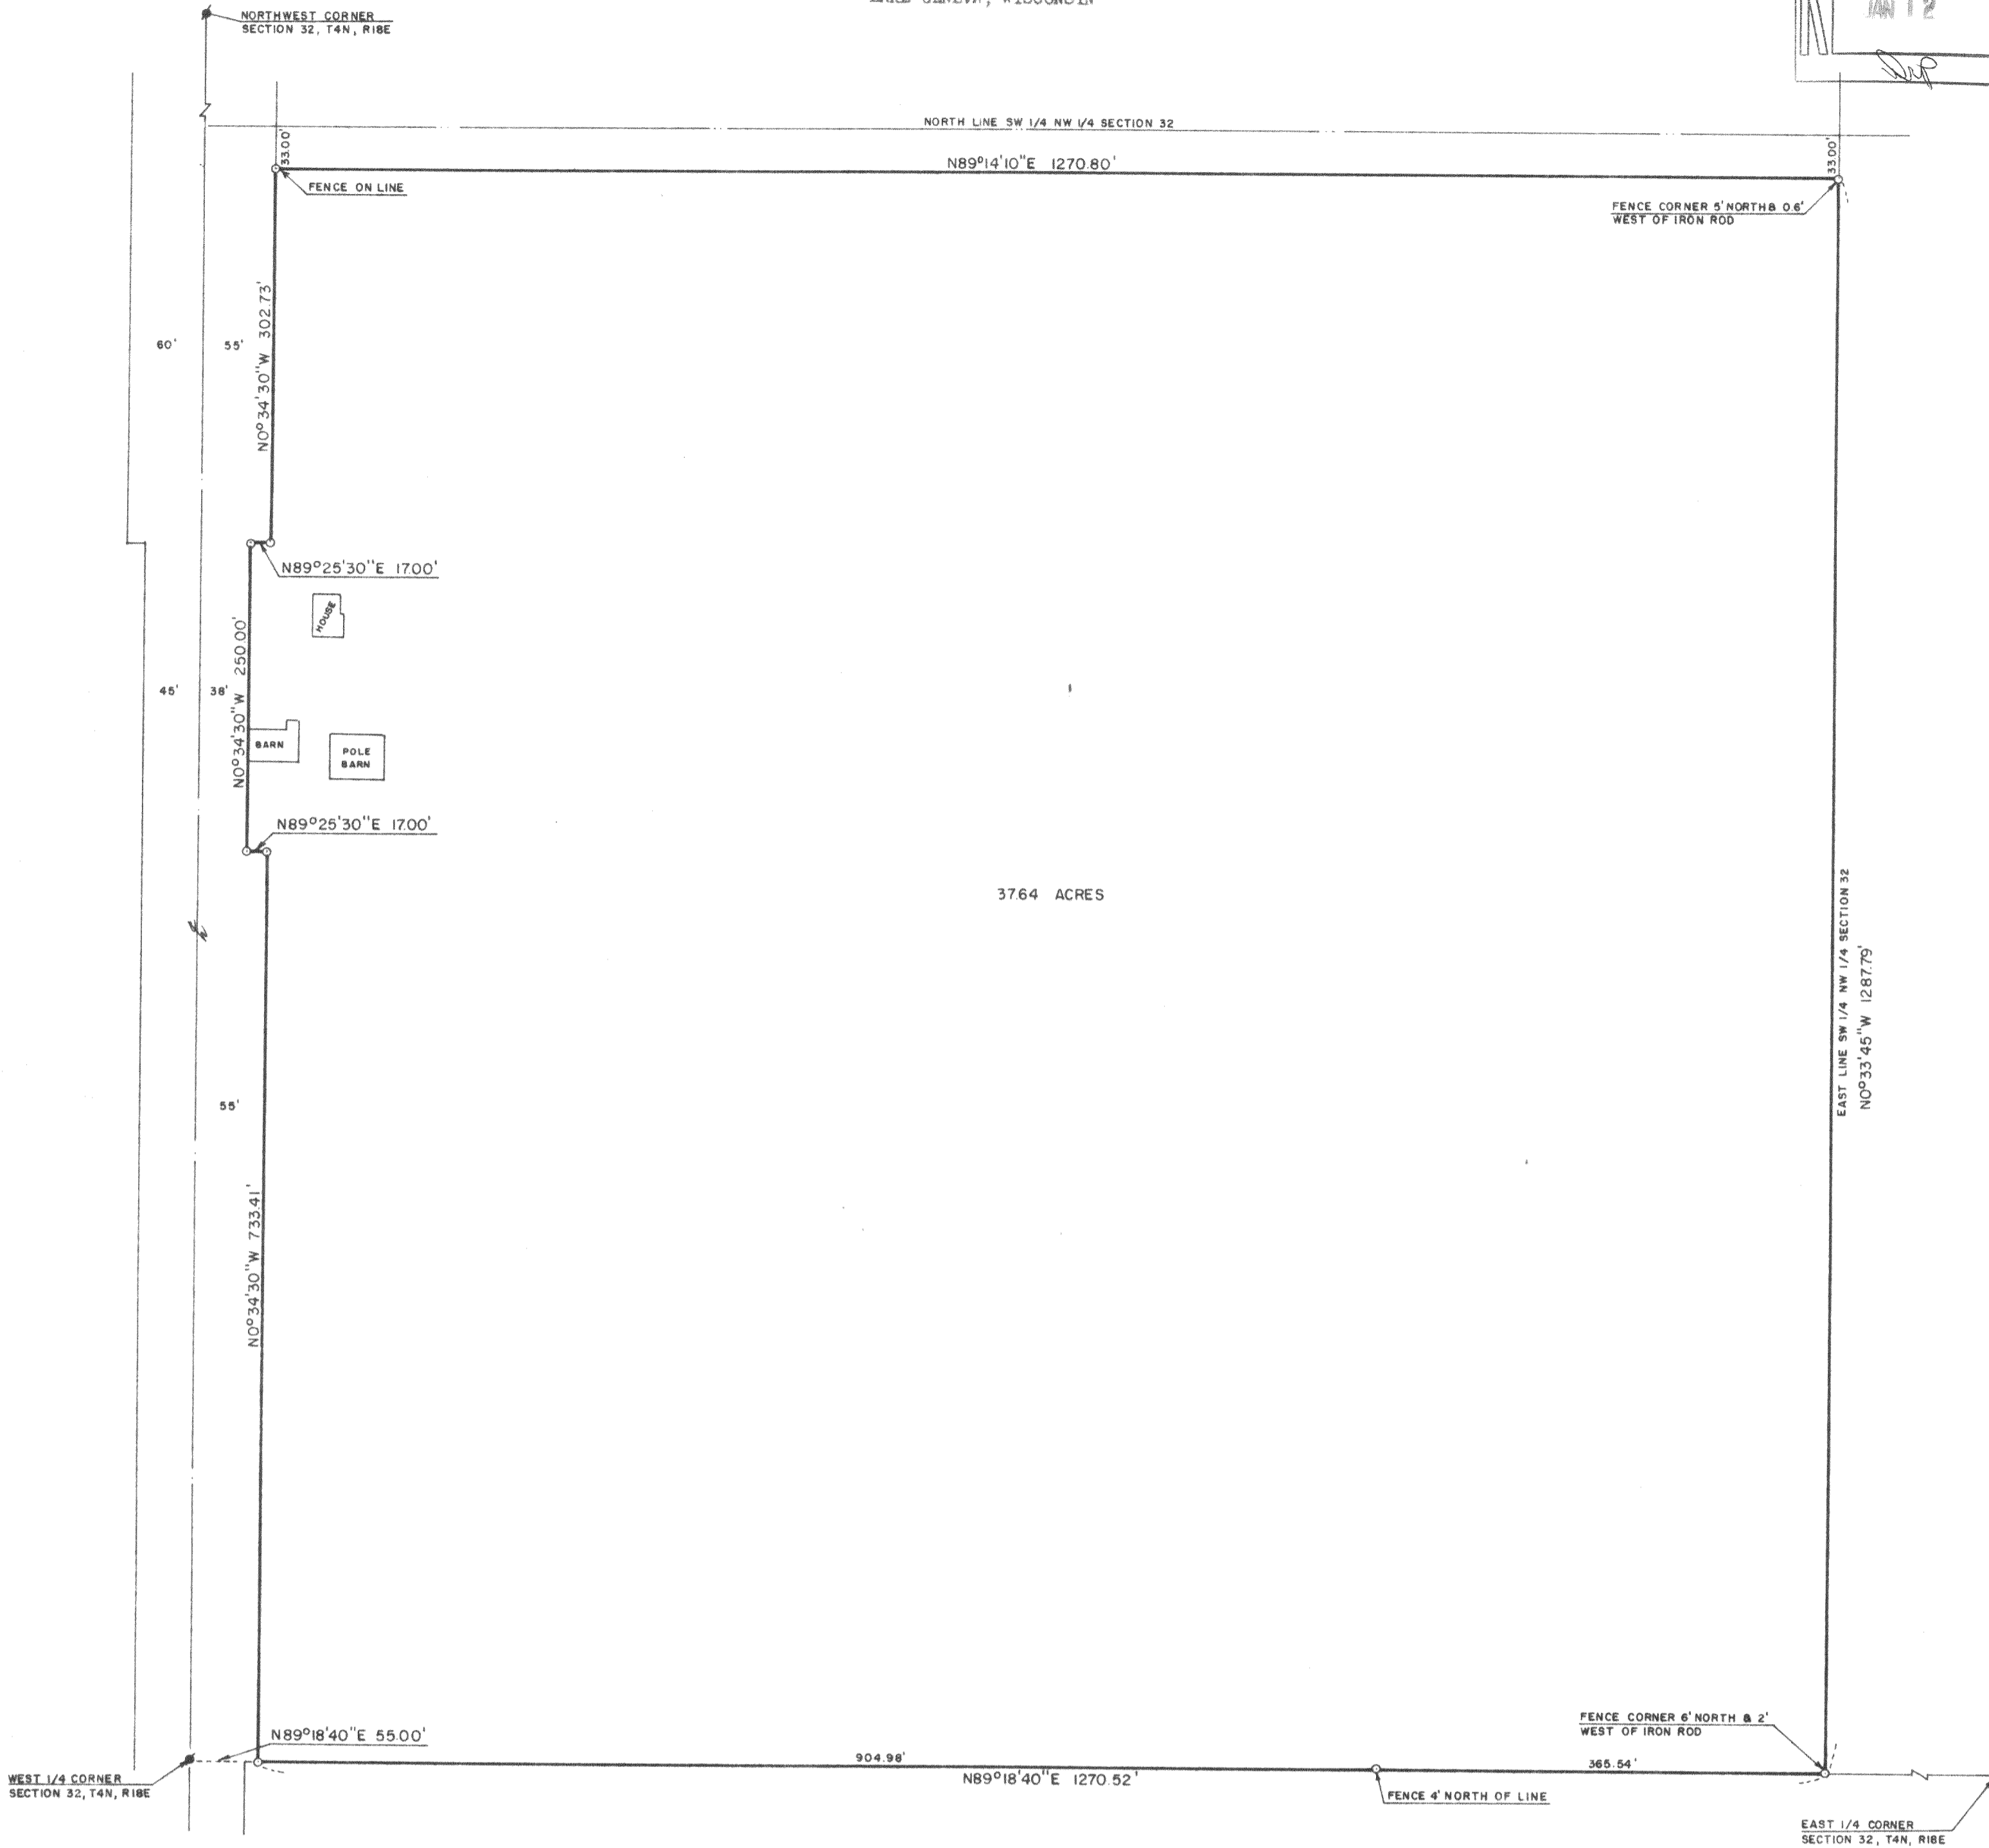 LAKE GENEVA, WISCONSIN
JAN 12
NORTHWEST CORNER
SECTION 32, T4N, R18E
NORTH LINE SW 1/4 NW 1/4 SECTION 32
33.00'
N89°14'10"E 1270.80'
33.00'
FENCE ON LINE
FENCE CORNER 5' NORTH & 0.6'
WEST OF IRON ROD
N0°34'30"W 302.73'
60'
55'
N89°25'30"E 17.00'
HOUSE
N0°34'30"W 250.00'
45'
38'
BARN
POLE
BARN
N89°25'30"E 17.00'
37.64 ACRES
EAST LINE SW 1/4 NW 1/4 SECTION 32
N0°33'45"W 1287.79'
55'
N0°34'30"W 733.41'
FENCE CORNER 6' NORTH & 2'
WEST OF IRON ROD
N89°18'40"E 55.00'
904.98'
365.54'
N89°18'40"E 1270.52'
WEST 1/4 CORNER
SECTION 32, T4N, R18E
FENCE 4' NORTH OF LINE
EAST 1/4 CORNER
SECTION 32, T4N, R18E